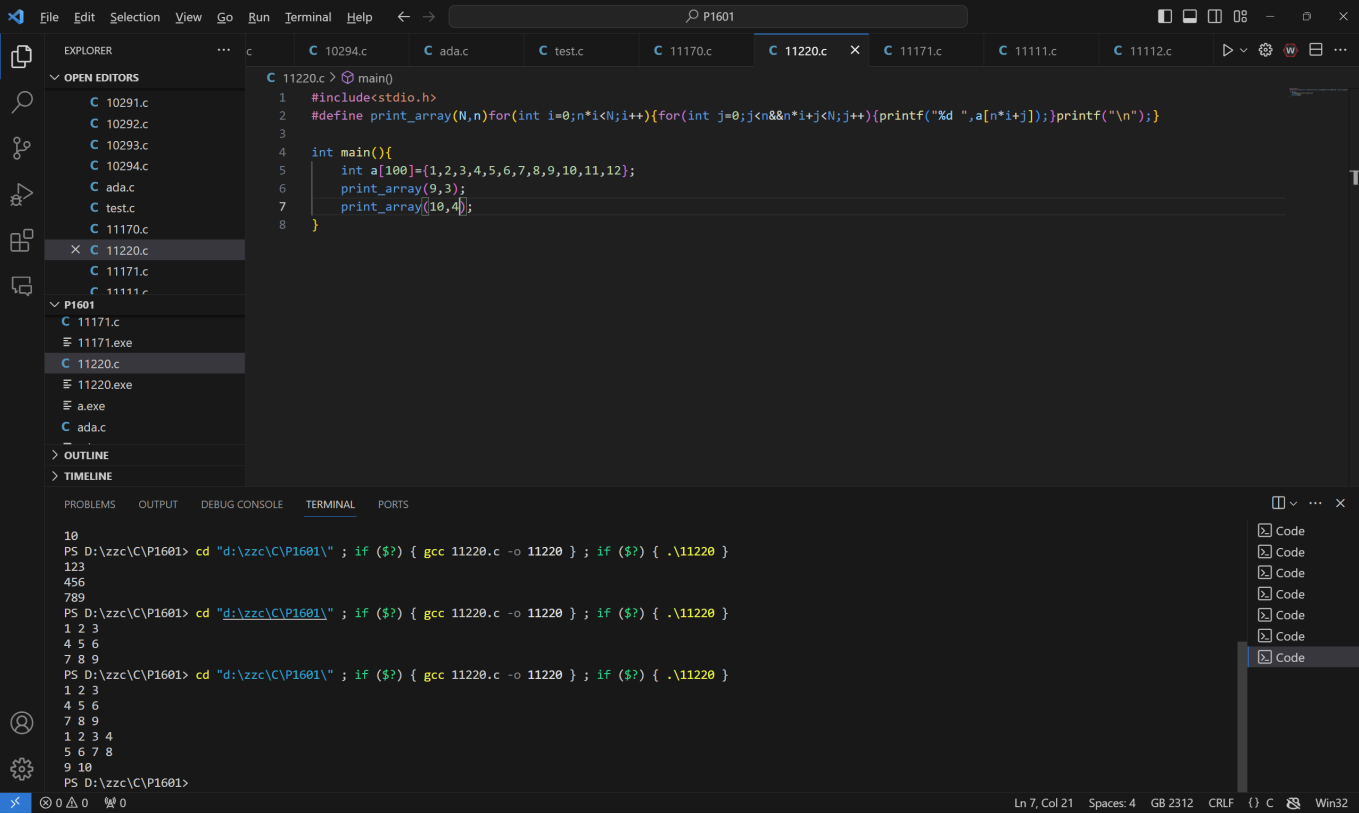 File Edit Selection View Go Run Terminal Help
P1601
EXPLORER
c
10294.c
ada.c
test.c
11170.c
11220.c
11171.c
11111.c
11112.c
OPEN EDITORS
10291.c
10292.c
10293.c
10294.c
ada.c
test.c
11170.c
11220.c
11171.c
11111.c
P1601
11171.c
11171.exe
11220.c
11220.exe
a.exe
ada.c
OUTLINE
TIMELINE
C 11220.c > main()
1 #include<stdio.h>
2 #define print_array(N,n)for(int i=0;n*i<N;i++){for(int j=0;j<n&&n*i+j<N;j++){printf("%d ",a[n*i+j]);}printf("\n");}
3
4 int main(){
5     int a[100]={1,2,3,4,5,6,7,8,9,10,11,12};
6     print_array(9,3);
7     print_array(10,4);
8 }
PROBLEMS OUTPUT DEBUG CONSOLE TERMINAL PORTS
10
PS D:\zzc\C\P1601> cd "d:\zzc\C\P1601\" ; if ($?) { gcc 11220.c -o 11220 } ; if ($?) { .\11220 }
123
456
789
PS D:\zzc\C\P1601> cd "d:\zzc\C\P1601\" ; if ($?) { gcc 11220.c -o 11220 } ; if ($?) { .\11220 }
1 2 3
4 5 6
7 8 9
PS D:\zzc\C\P1601> cd "d:\zzc\C\P1601\" ; if ($?) { gcc 11220.c -o 11220 } ; if ($?) { .\11220 }
1 2 3
4 5 6
7 8 9
1 2 3 4
5 6 7 8
9 10
PS D:\zzc\C\P1601>
Code
Code
Code
Code
Code
Code
Code
0 0 0
Ln 7, Col 21 Spaces: 4 GB 2312 CRLF {} C Win32